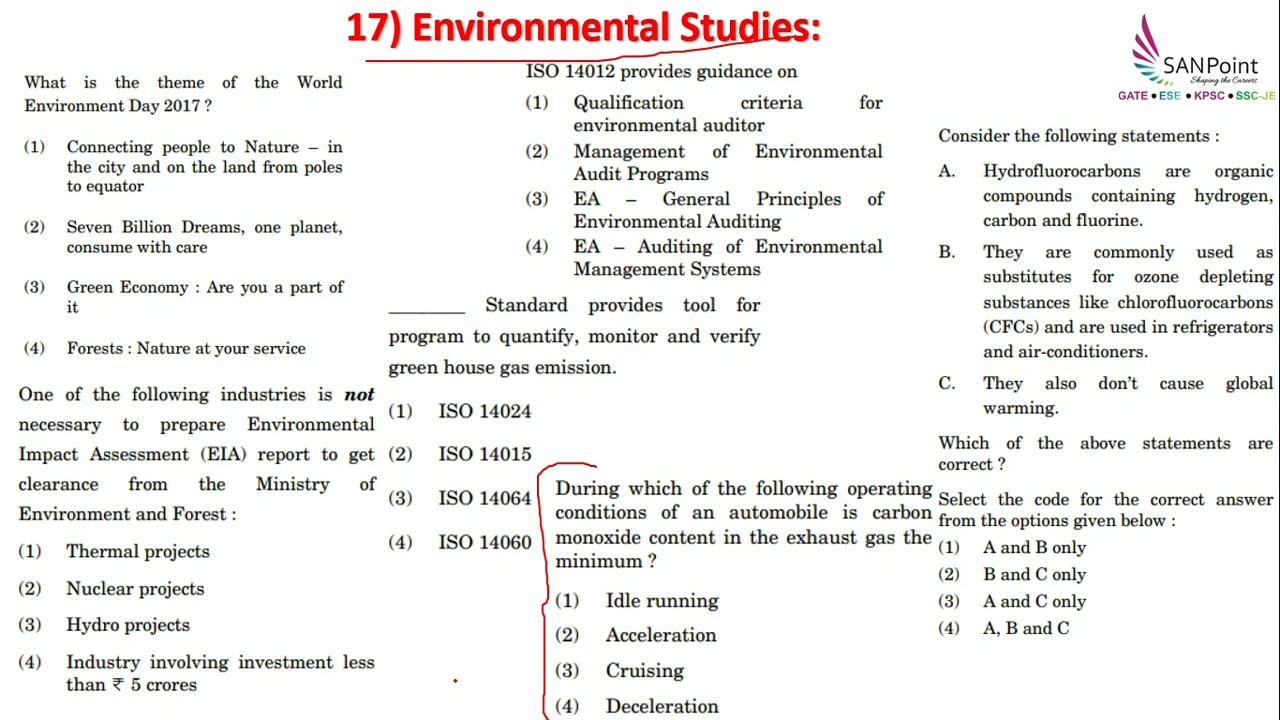 17) Environmental Studies:
SANPoint
Shaping the Careers
GATE ● ESE ● KPSC ● SSC-JE
What is the theme of the World
Environment Day 2017 ?
(1) Connecting people to Nature – in
the city and on the land from poles
to equator
(2) Seven Billion Dreams, one planet,
consume with care
(3) Green Economy : Are you a part of
it
(4) Forests : Nature at your service
One of the following industries is not
necessary to prepare Environmental
Impact Assessment (EIA) report to get
clearance from the Ministry of
Environment and Forest :
(1) Thermal projects
(2) Nuclear projects
(3) Hydro projects
(4) Industry involving investment less
than ₹ 5 crores
ISO 14012 provides guidance on
(1) Qualification criteria for
environmental auditor
(2) Management of Environmental
Audit Programs
(3) EA – General Principles of
Environmental Auditing
(4) EA – Auditing of Environmental
Management Systems
________ Standard provides tool for
program to quantify, monitor and verify
green house gas emission.
(1) ISO 14024
(2) ISO 14015
(3) ISO 14064
(4) ISO 14060
During which of the following operating
conditions of an automobile is carbon
monoxide content in the exhaust gas the
minimum ?
(1) Idle running
(2) Acceleration
(3) Cruising
(4) Deceleration
Consider the following statements :
A. Hydrofluorocarbons are organic
compounds containing hydrogen,
carbon and fluorine.
B. They are commonly used as
substitutes for ozone depleting
substances like chlorofluorocarbons
(CFCs) and are used in refrigerators
and air-conditioners.
C. They also don't cause global
warming.
Which of the above statements are
correct ?
Select the code for the correct answer
from the options given below :
(1) A and B only
(2) B and C only
(3) A and C only
(4) A, B and C